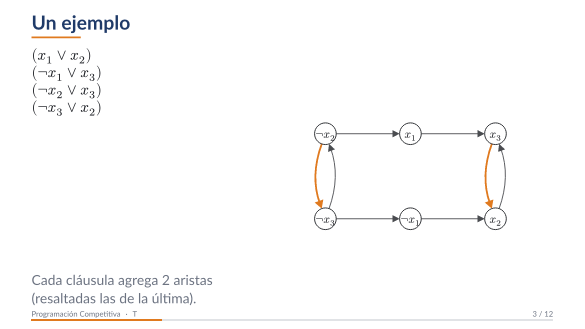 Un ejemplo
(x₁ ∨ x₂)
(¬x₁ ∨ x₃)
(¬x₂ ∨ x₃)
(¬x₃ ∨ x₂)
¬x₂ x₁ x₃
¬x₃ ¬x₁ x₂
Cada cláusula agrega 2 aristas
(resaltadas las de la última).
Programación Competitiva · T 3 / 12